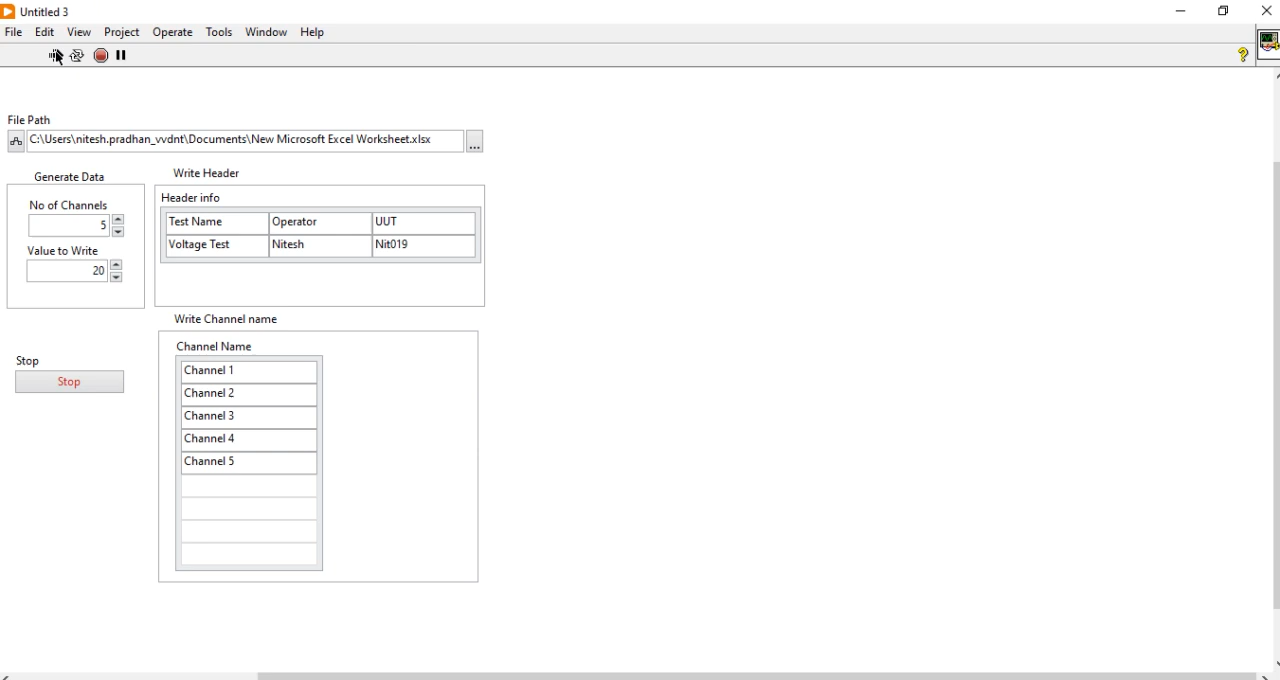 Untitled 3
File Edit View Project Operate Tools Window Help
?
File Path
C:\Users\nitesh.pradhan_vvdnt\Documents\New Microsoft Excel Worksheet.xlsx
...
Generate Data
No of Channels
5
Value to Write
20
Write Header
Header info
Test Name Operator UUT
Voltage Test Nitesh Nit019
Stop
Stop
Write Channel name
Channel Name
Channel 1
Channel 2
Channel 3
Channel 4
Channel 5